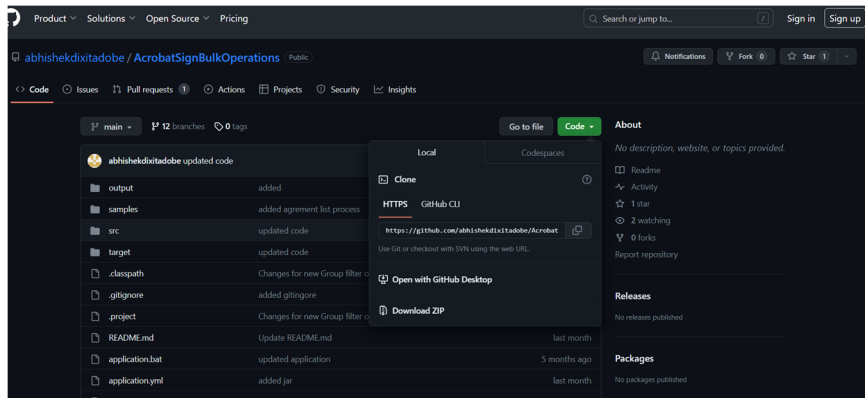 Product Solutions Open Source Pricing Search or jump to... / Sign in Sign up
abhishekdixitadobe / AcrobatSignBulkOperations Public Notifications Fork 0 Star 1
Code Issues Pull requests 1 Actions Projects Security Insights
main 12 branches 0 tags Go to file Code
abhishekdixitadobe updated code
output added
samples added agrement list process
src updated code
target updated code
.classpath Changes for new Group filter o
.gitignore added gitingore
.project Changes for new Group filter o
README.md Update README.md last month
application.bat updated application 5 months ago
application.yml added jar last month
Local Codespaces
Clone
HTTPS GitHub CLI
https://github.com/abhishekdixitadobe/Acrobat
Use Git or checkout with SVN using the web URL.
Open with GitHub Desktop
Download ZIP
About
No description, website, or topics provided.
Readme
Activity
1 star
2 watching
0 forks
Report repository
Releases
No releases published
Packages
No packages published